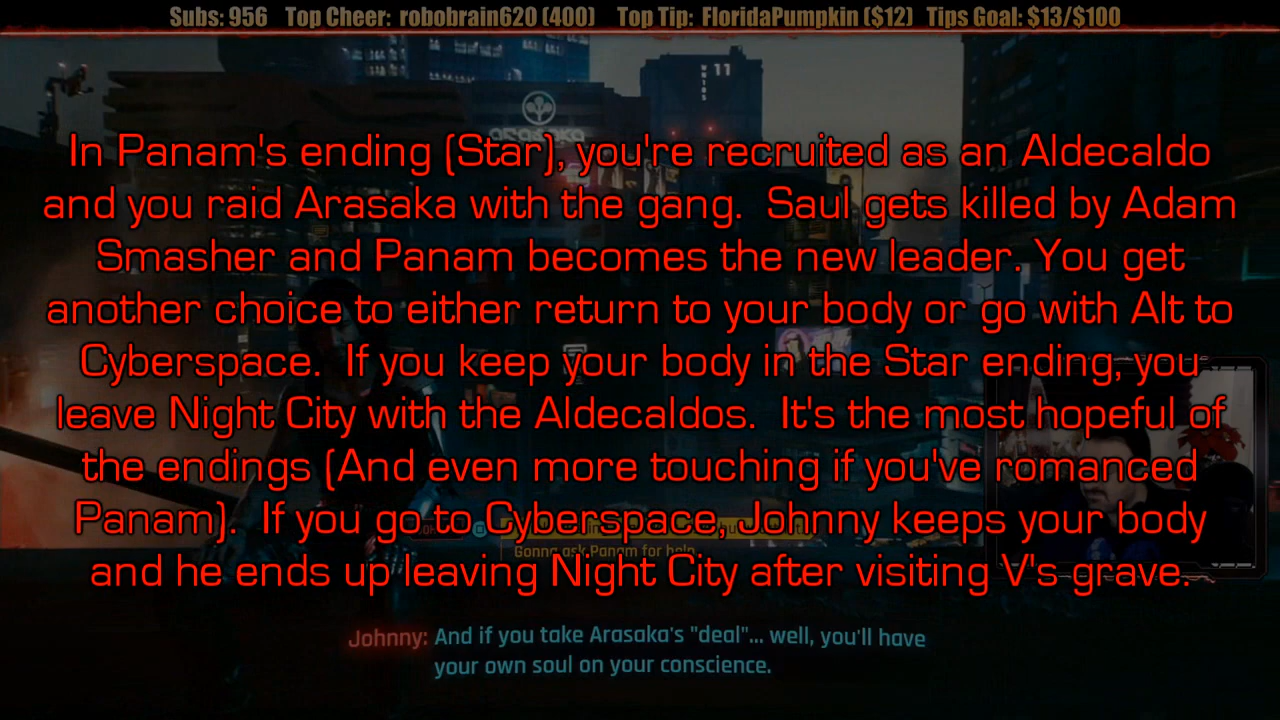 Subs: 956 Top Cheer: robobrain620 (400) Top Tip: FloridaPumpkin ($12) Tips Goal: $13/$100
11
arasaka
In Panam's ending (Star), you're recruited as an Aldecaldo
and you raid Arasaka with the gang. Saul gets killed by Adam
Smasher and Panam becomes the new leader. You get
another choice to either return to your body or go with Alt to
Cyberspace. If you keep your body in the Star ending, you
leave Night City with the Aldecaldos. It's the most hopeful of
the endings (And even more touching if you've romanced
Panam). If you go to Cyberspace, Johnny keeps your body
Gonna ask Panam for help
and he ends up leaving Night City after visiting V's grave.
Johnny: And if you take Arasaka's "deal"... well, you'll have
your own soul on your conscience.